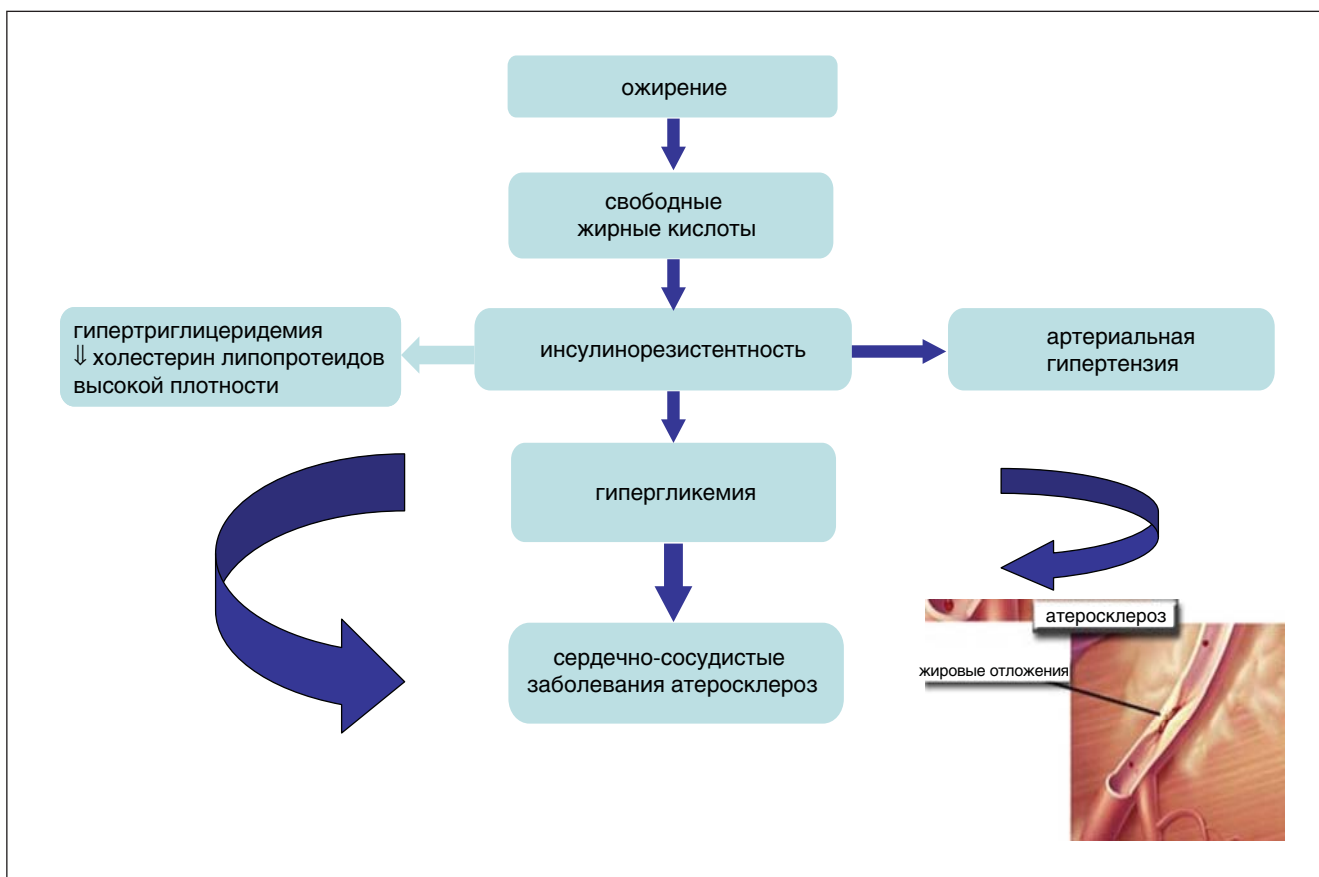 ожирение
свободные
жирные кислоты
гипертриглицеридемия
⇓ холестерин липопротеидов
высокой плотности
инсулинорезистентность
артериальная
гипертензия
гипергликемия
сердечно-сосудистые
заболевания атеросклероз
атеросклероз
жировые отложения